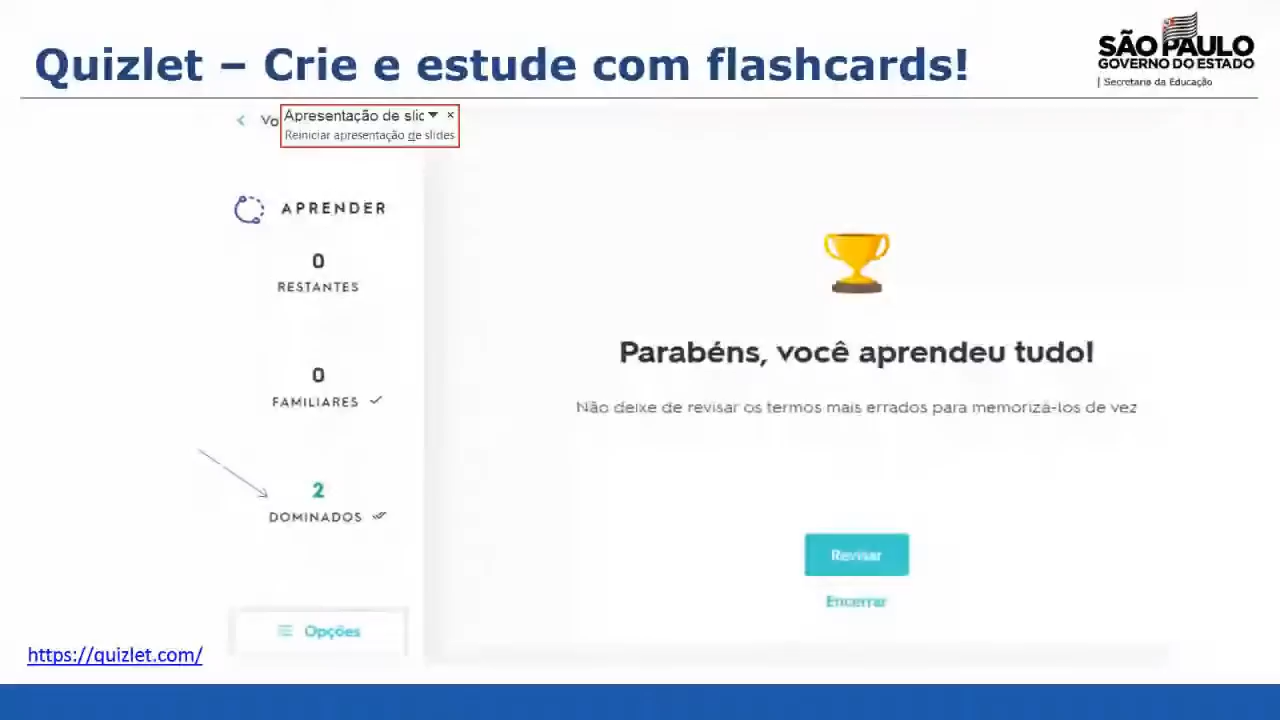 Quizlet – Crie e estude com flashcards!
SÃO PAULO
GOVERNO DO ESTADO
Secretaria da Educação
Vo
Apresentação de slic
Reiniciar apresentação de slides
APRENDER
0
RESTANTES
0
FAMILIARES
2
DOMINADOS
Opções
Parabéns, você aprendeu tudo!
Não deixe de revisar os termos mais errados para memorizá-los de vez
Revisar
Encerrar
https://quizlet.com/